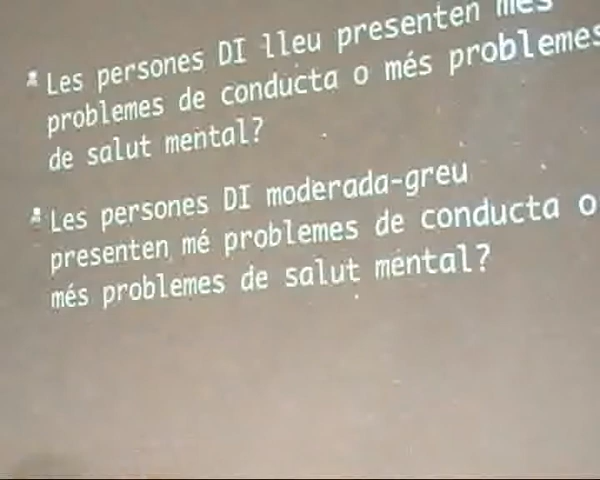 Les persones DI lleu presenten més
problemes de conducta o més problemes
de salut mental?
Les persones DI moderada-greu
presenten mé problemes de conducta o
més problemes de salut mental?